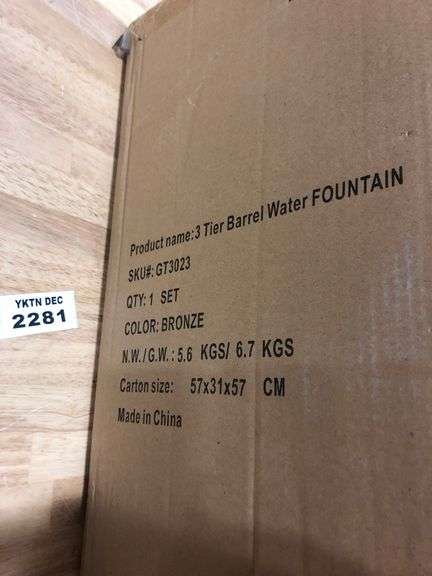 Product name:3 Tier Barrel Water FOUNTAIN
SKU#: GT3023
QTY: 1 SET
COLOR: BRONZE
N.W./G.W.: 5.6 KGS/ 6.7 KGS
Carton size: 57x31x57 CM
Made in China
YKTN DEC
2281